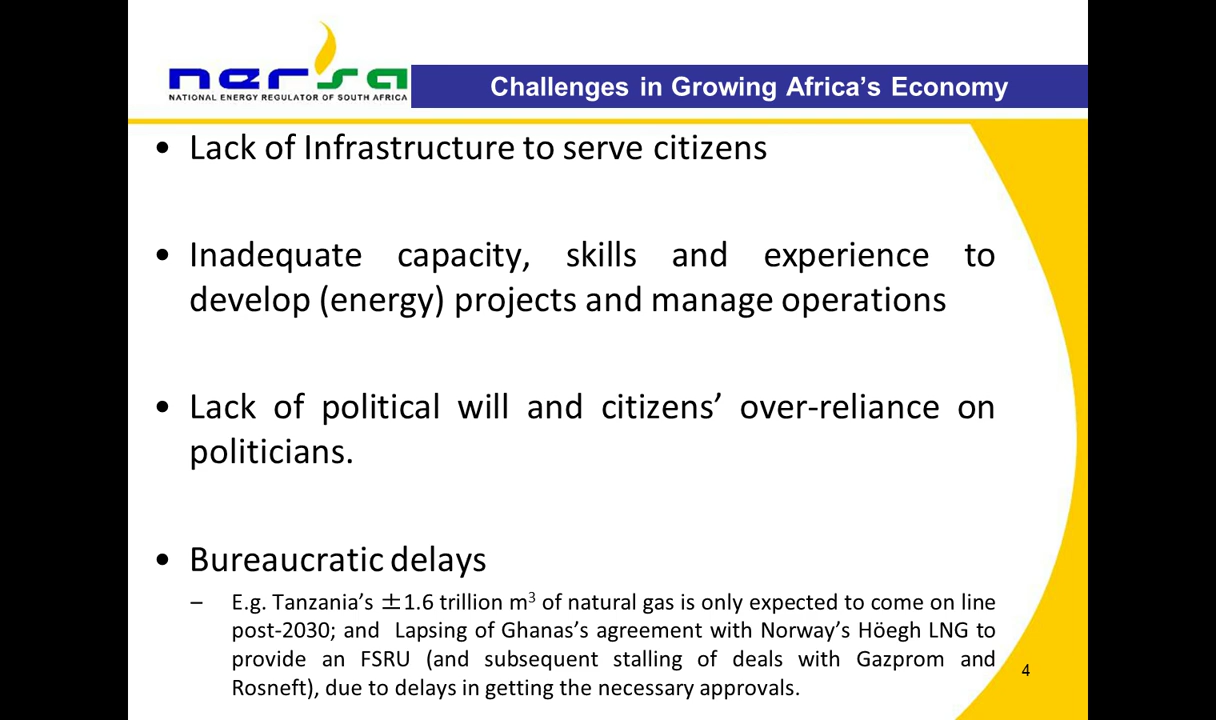 nersa
NATIONAL ENERGY REGULATOR OF SOUTH AFRICA
Challenges in Growing Africa’s Economy
• Lack of Infrastructure to serve citizens
• Inadequate capacity, skills and experience to
develop (energy) projects and manage operations
• Lack of political will and citizens’ over-reliance on
politicians.
• Bureaucratic delays
– E.g. Tanzania’s ±1.6 trillion m³ of natural gas is only expected to come on line
post-2030; and Lapsing of Ghanas’s agreement with Norway’s Höegh LNG to
provide an FSRU (and subsequent stalling of deals with Gazprom and
Rosneft), due to delays in getting the necessary approvals.
4